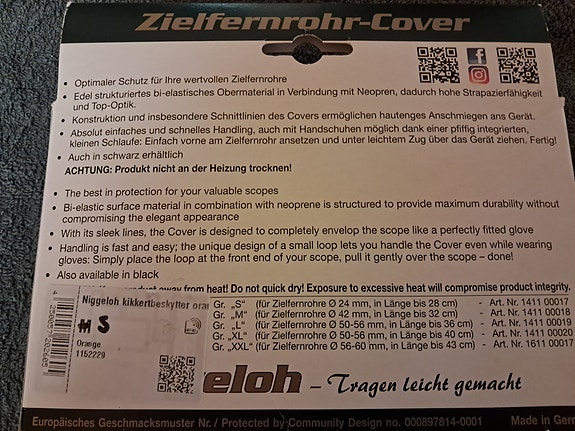 Zielfernrohr-Cover
• Optimaler Schutz für Ihre wertvollen Zielfernrohre
• Edel strukturiertes bi-elastisches Obermaterial in Verbindung mit Neopren, dadurch hohe Strapazierfähigkeit
und Top-Optik.
• Konstruktion und insbesondere Schnittlinien des Covers ermöglichen hautenges Anschmiegen ans Gerät.
• Absolut einfaches und schnelles Handling, auch mit Handschuhen möglich dank einer pfiffig integrierten,
kleinen Schlaufe: Einfach vorne am Zielfernrohr ansetzen und unter leichtem Zug über das Gerät ziehen. Fertig!
• Auch in schwarz erhältlich
ACHTUNG: Produkt nicht an der Heizung trocknen!
• The best in protection for your valuable scopes
• Bi-elastic surface material in combination with neoprene is structured to provide maximum durability without
compromising the elegant appearance
• With its sleek lines, the Cover is designed to completely envelop the scope like a perfectly fitted glove
• Handling is fast and easy; the unique design of a small loop lets you handle the Cover even while wearing
gloves: Simply place the loop at the front end of your scope, pull it gently over the scope – done!
• Also available in black
away from heat! Do not quick dry! Exposure to excessive heat will compromise product integrity.
Niggeloh kikkertbeskytter oran
S
Orange
1152229
Gr. „S“ (für Zielfernrohre Ø 24 mm, in Länge bis 28 cm) - Art. Nr. 1411 00017
Gr. „M“ (für Zielfernrohre Ø 42 mm, in Länge bis 32 cm) - Art. Nr. 1411 00018
Gr. „L“ (für Zielfernrohre Ø 50-56 mm, in Länge bis 36 cm) - Art. Nr. 1411 00019
Gr. „XL“ (für Zielfernrohre Ø 50-56 mm, in Länge bis 40 cm) - Art. Nr. 1411 00020
Gr. „XXL“ (für Zielfernrohre Ø 56-60 mm, in Länge bis 43 cm) - Art. Nr. 1611 00017
eloh – Tragen leicht gemacht
Europäisches Geschmacksmuster Nr. / Protected by Community Design no. 000897814-0001 Made in Ger